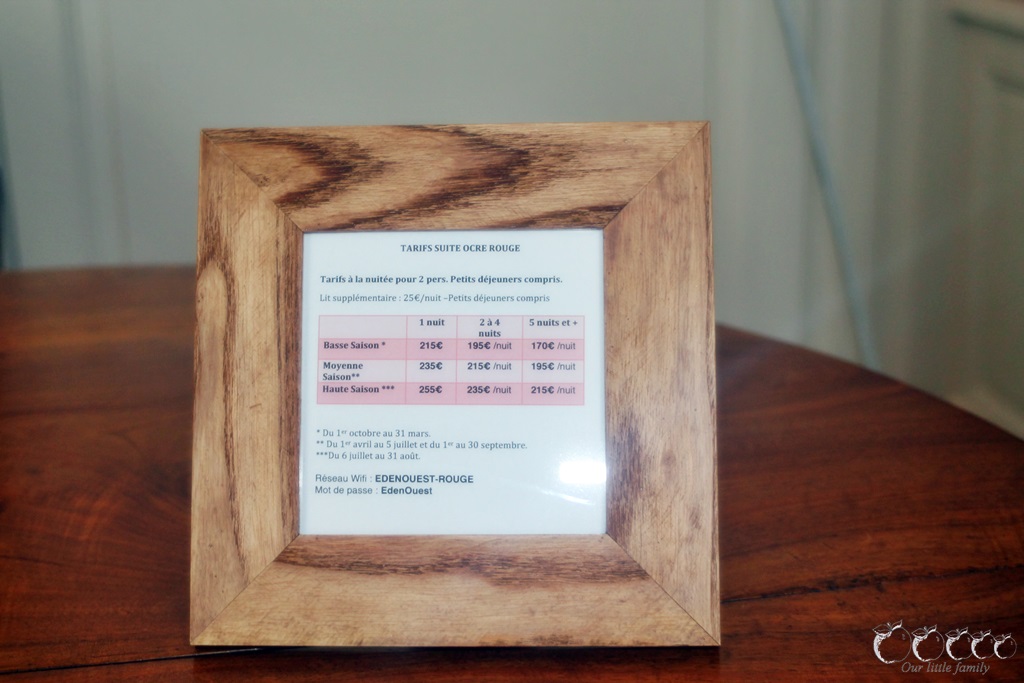 TARIFS SUITE OCRE ROUGE
Tarifs à la nuitée pour 2 pers. Petits déjeuners compris.
Lit supplémentaire : 25€/nuit –Petits déjeuners compris
1 nuit 2 à 4 nuits 5 nuits et +
Basse Saison * 215€ 195€ /nuit 170€ /nuit
Moyenne Saison** 235€ 215€ /nuit 195€ /nuit
Haute Saison *** 255€ 235€ /nuit 215€ /nuit
* Du 1er octobre au 31 mars.
** Du 1er avril au 5 juillet et du 1er au 30 septembre.
***Du 6 juillet au 31 août.
Réseau Wifi : EDENOUEST-ROUGE
Mot de passe : EdenOuest
Our little family